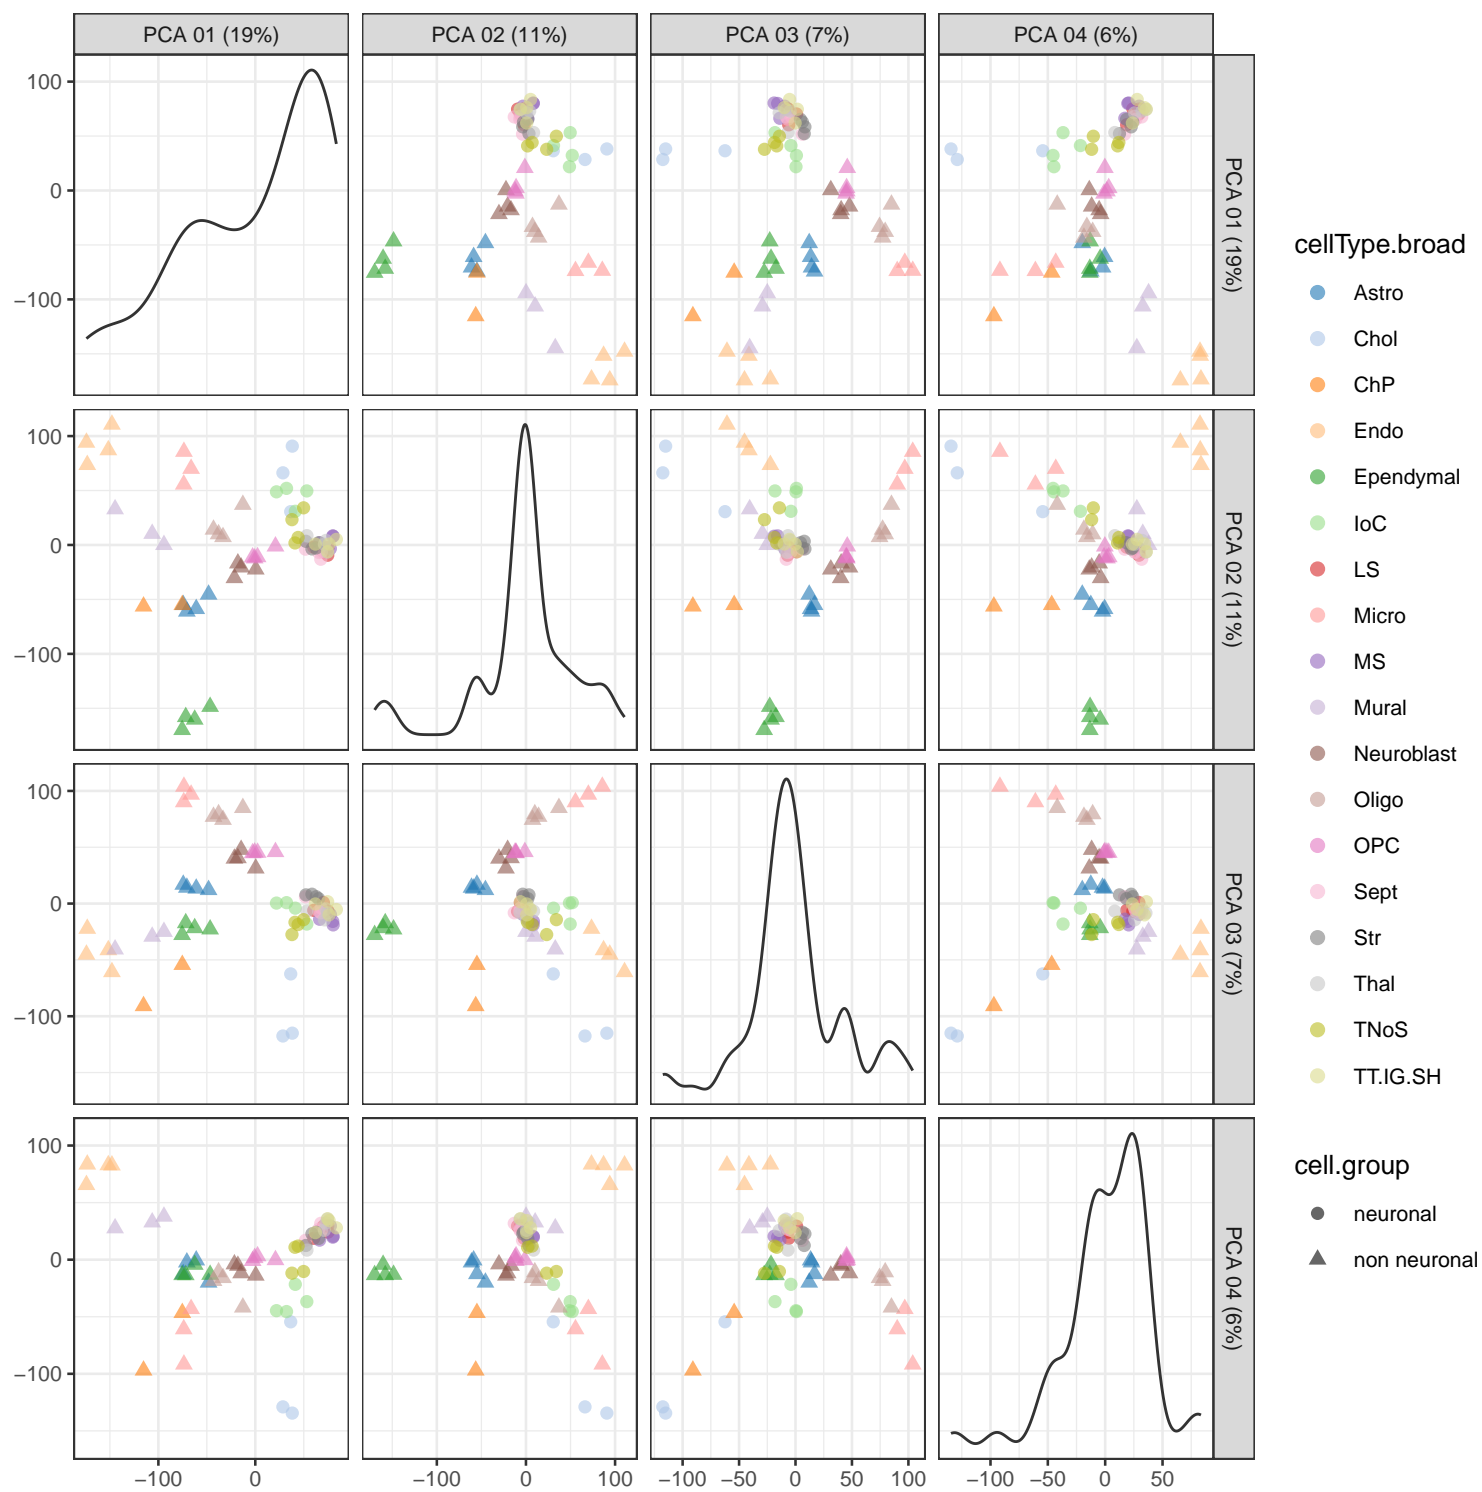 PCA 01 (19%) PCA 02 (11%) PCA 03 (7%) PCA 04 (6%)
100
0
−100
PCA 01 (19%)
100
0
−100
PCA 02 (11%)
100
0
−100
PCA 03 (7%)
100
0
−100
PCA 04 (6%)
−100 0 −100 0 100 −100 −50 0 50 100 −100 −50 0 50
cellType.broad
Astro
Chol
ChP
Endo
Ependymal
IoC
LS
Micro
MS
Mural
Neuroblast
Oligo
OPC
Sept
Str
Thal
TNoS
TT.IG.SH
cell.group
neuronal
non neuronal